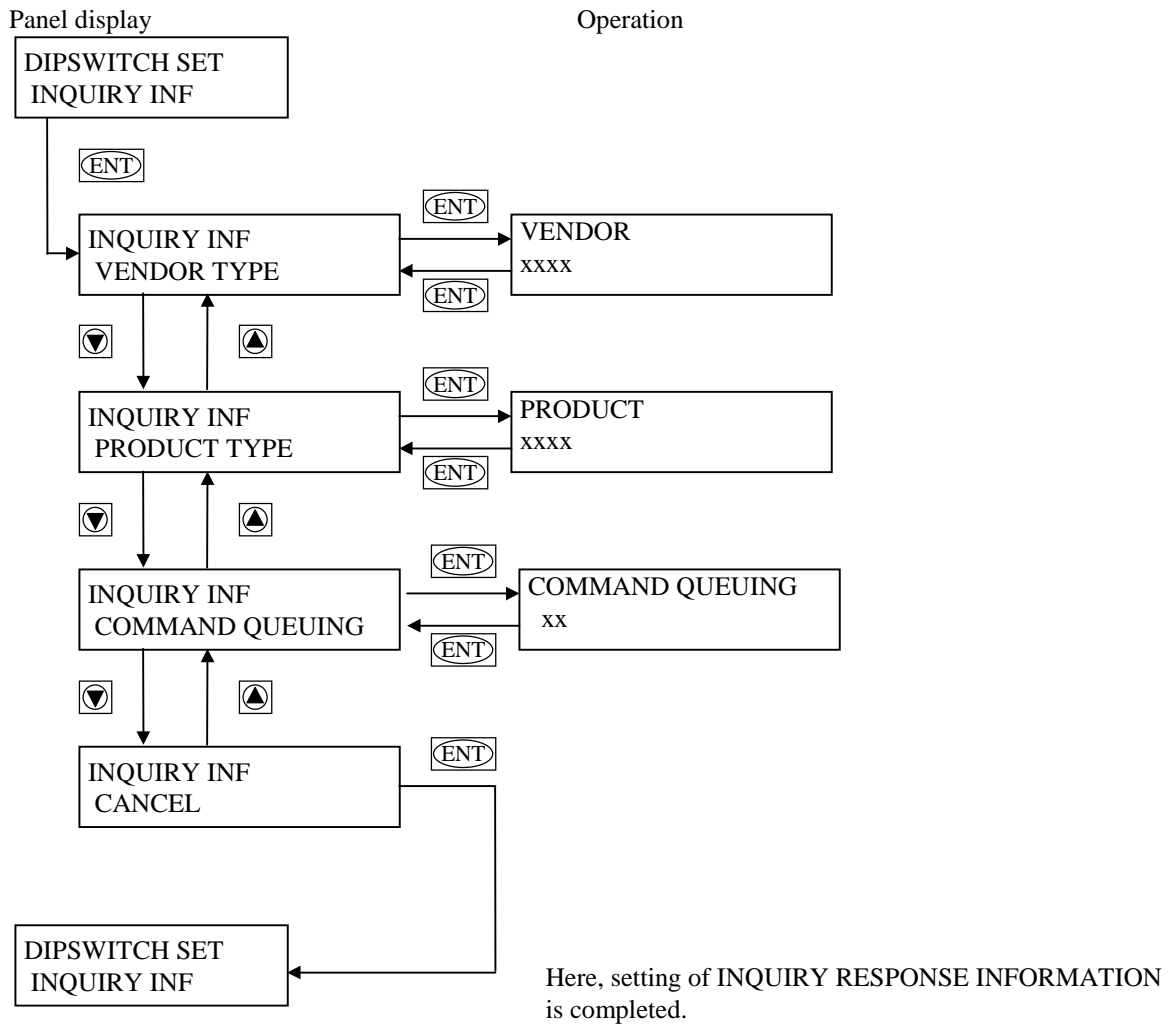 Panel display
Operation
DIPSWITCH SET
INQUIRY INF
ENT
ENT
INQUIRY INF
VENDOR TYPE
VENDOR
xxxx
ENT
ENT
INQUIRY INF
PRODUCT TYPE
PRODUCT
xxxx
ENT
ENT
INQUIRY INF
COMMAND QUEUING
COMMAND QUEUING
xx
ENT
ENT
INQUIRY INF
CANCEL
DIPSWITCH SET
INQUIRY INF
Here, setting of INQUIRY RESPONSE INFORMATION
is completed.